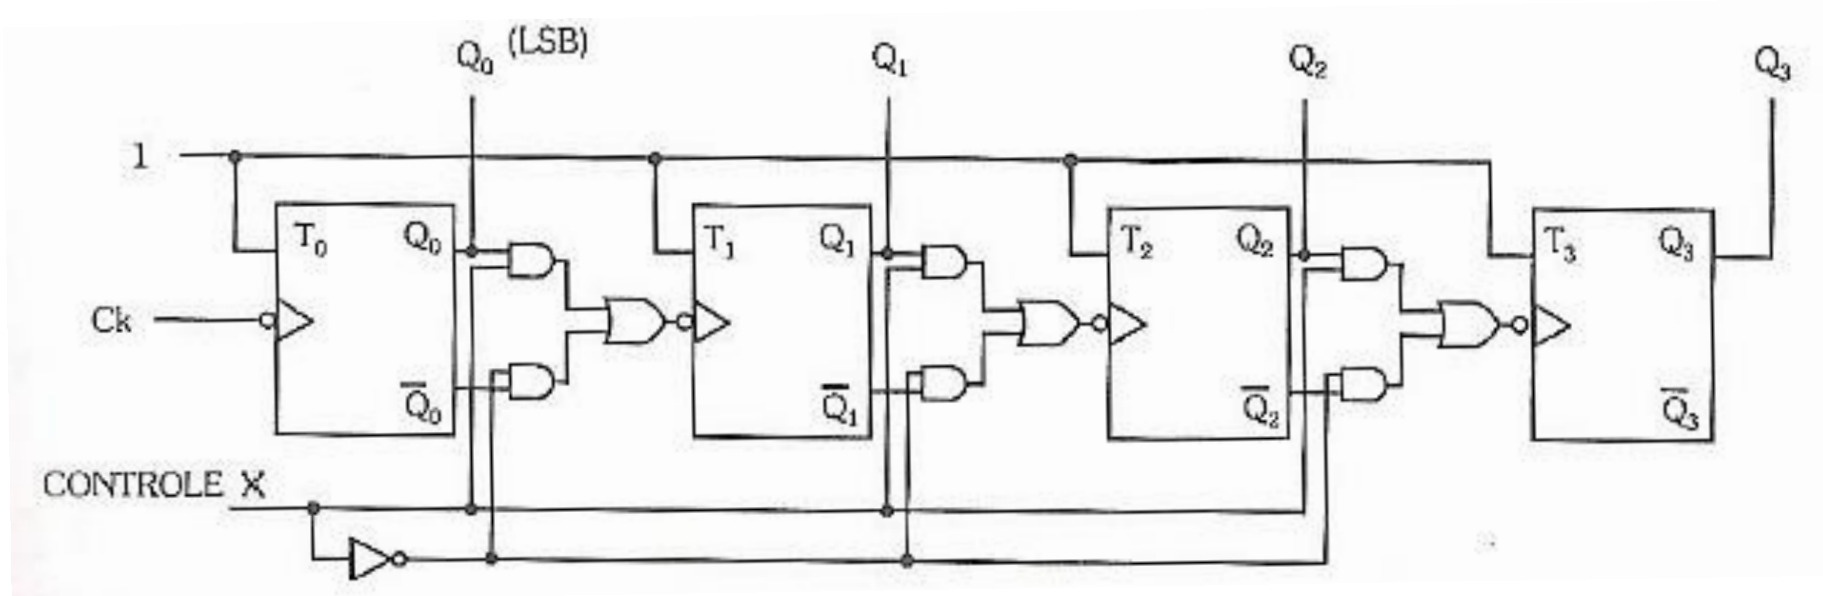 Q₀ (LSB) Q₁ Q₂ Q₃
1
T₀ Q₀ T₁ Q₁ T₂ Q₂ T₃ Q₃
Ck
Q̅₀ Q̅₁ Q̅₂ Q̅₃
CONTROLE X